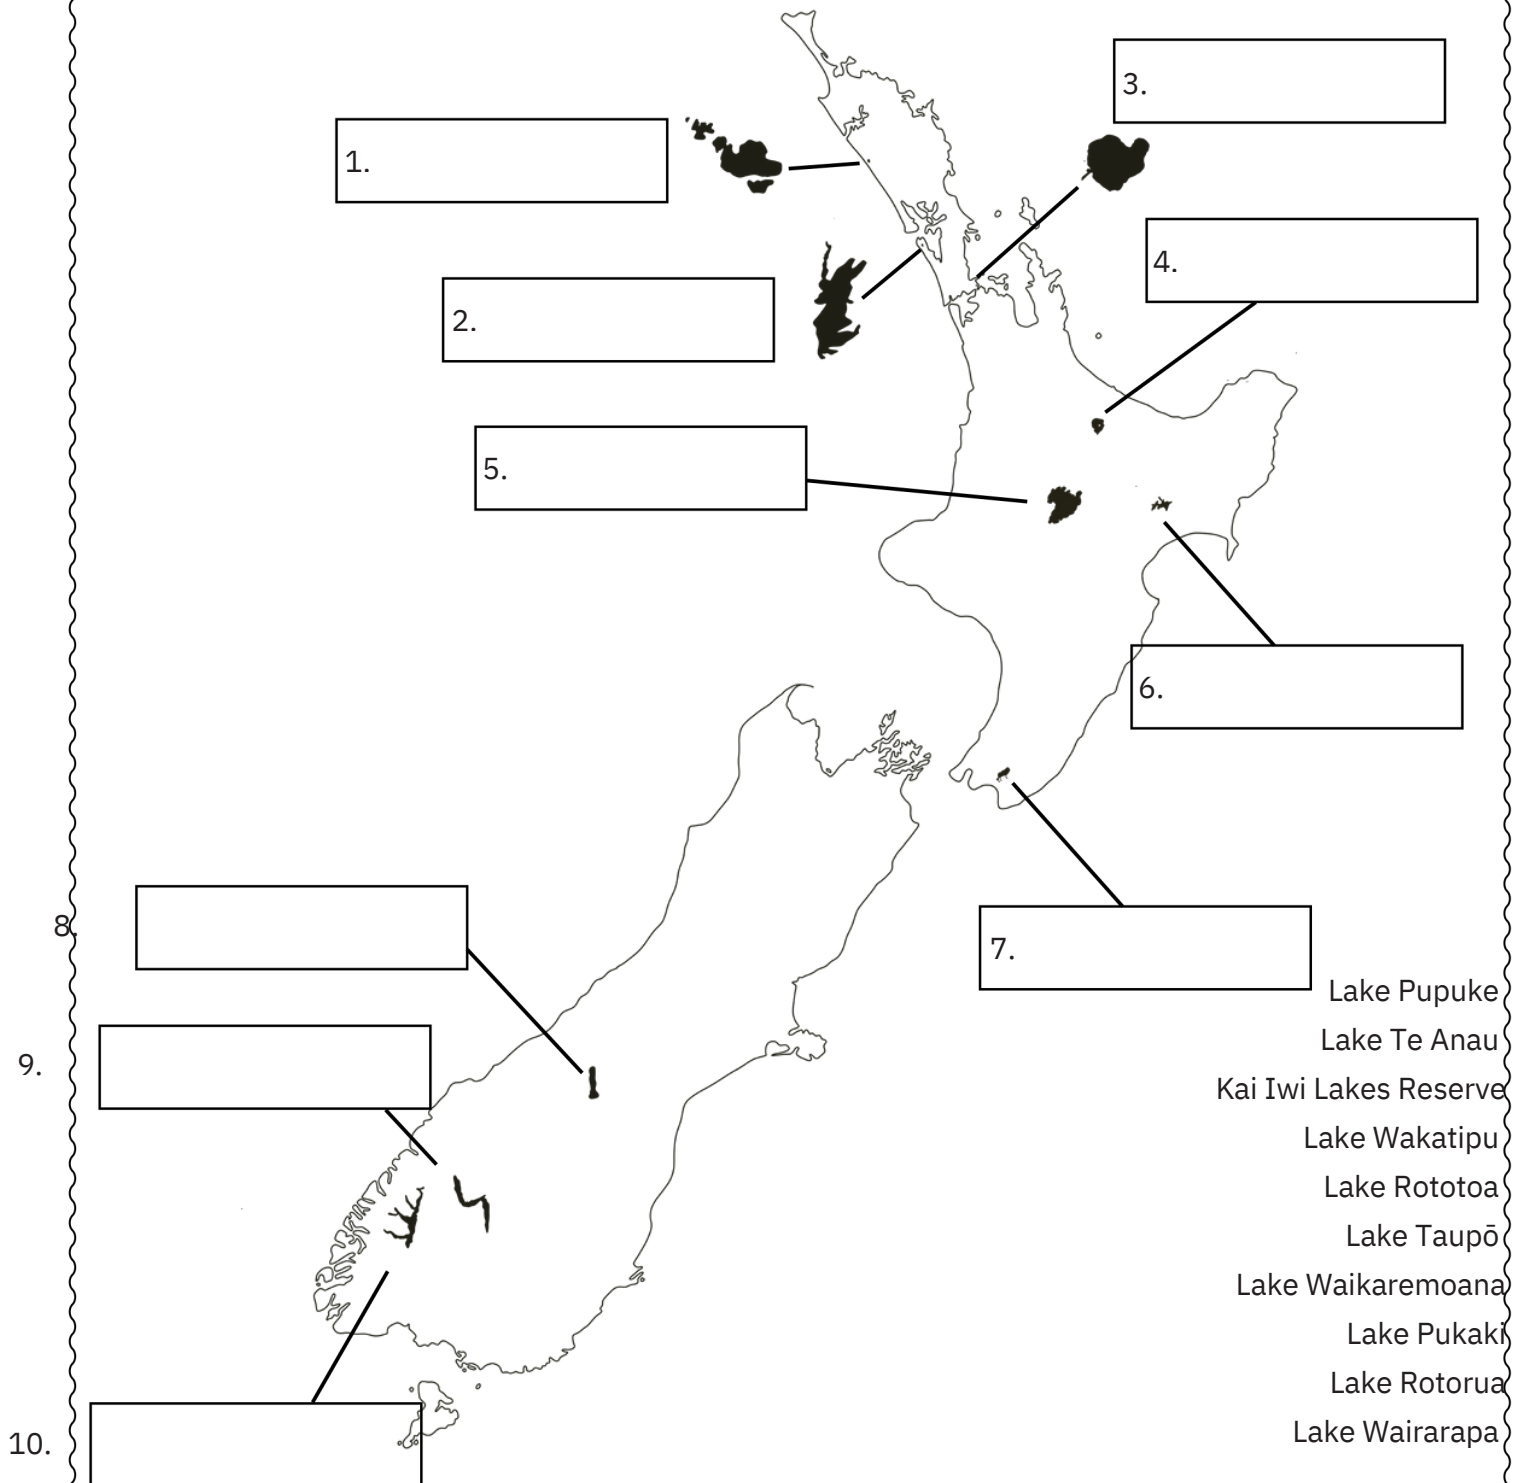 3.
1.
4.
2.
5.
6.
8.
7.
Lake Pupuke
9.
Lake Te Anau
Kai Iwi Lakes Reserve
Lake Wakatipu
Lake Rototoa
Lake Taupō
Lake Waikaremoana
Lake Pukaki
Lake Rotorua
Lake Wairarapa
10.